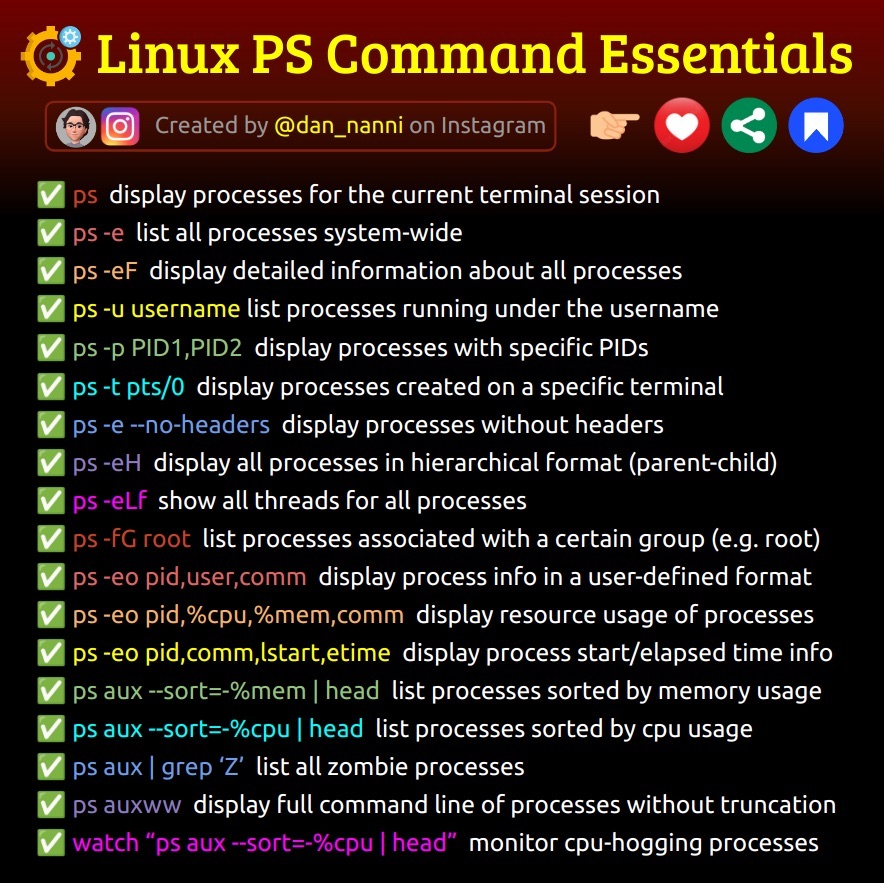 Linux PS Command Essentials
Created by @dan_nanni on Instagram
ps display processes for the current terminal session
ps -e list all processes system-wide
ps -eF display detailed information about all processes
ps -u username list processes running under the username
ps -p PID1,PID2 display processes with specific PIDs
ps -t pts/0 display processes created on a specific terminal
ps -e --no-headers display processes without headers
ps -eH display all processes in hierarchical format (parent-child)
ps -eLf show all threads for all processes
ps -fG root list processes associated with a certain group (e.g. root)
ps -eo pid,user,comm display process info in a user-defined format
ps -eo pid,%cpu,%mem,comm display resource usage of processes
ps -eo pid,comm,lstart,etime display process start/elapsed time info
ps aux --sort=-%mem | head list processes sorted by memory usage
ps aux --sort=-%cpu | head list processes sorted by cpu usage
ps aux | grep ‘Z’ list all zombie processes
ps auxww display full command line of processes without truncation
watch “ps aux --sort=-%cpu | head” monitor cpu-hogging processes